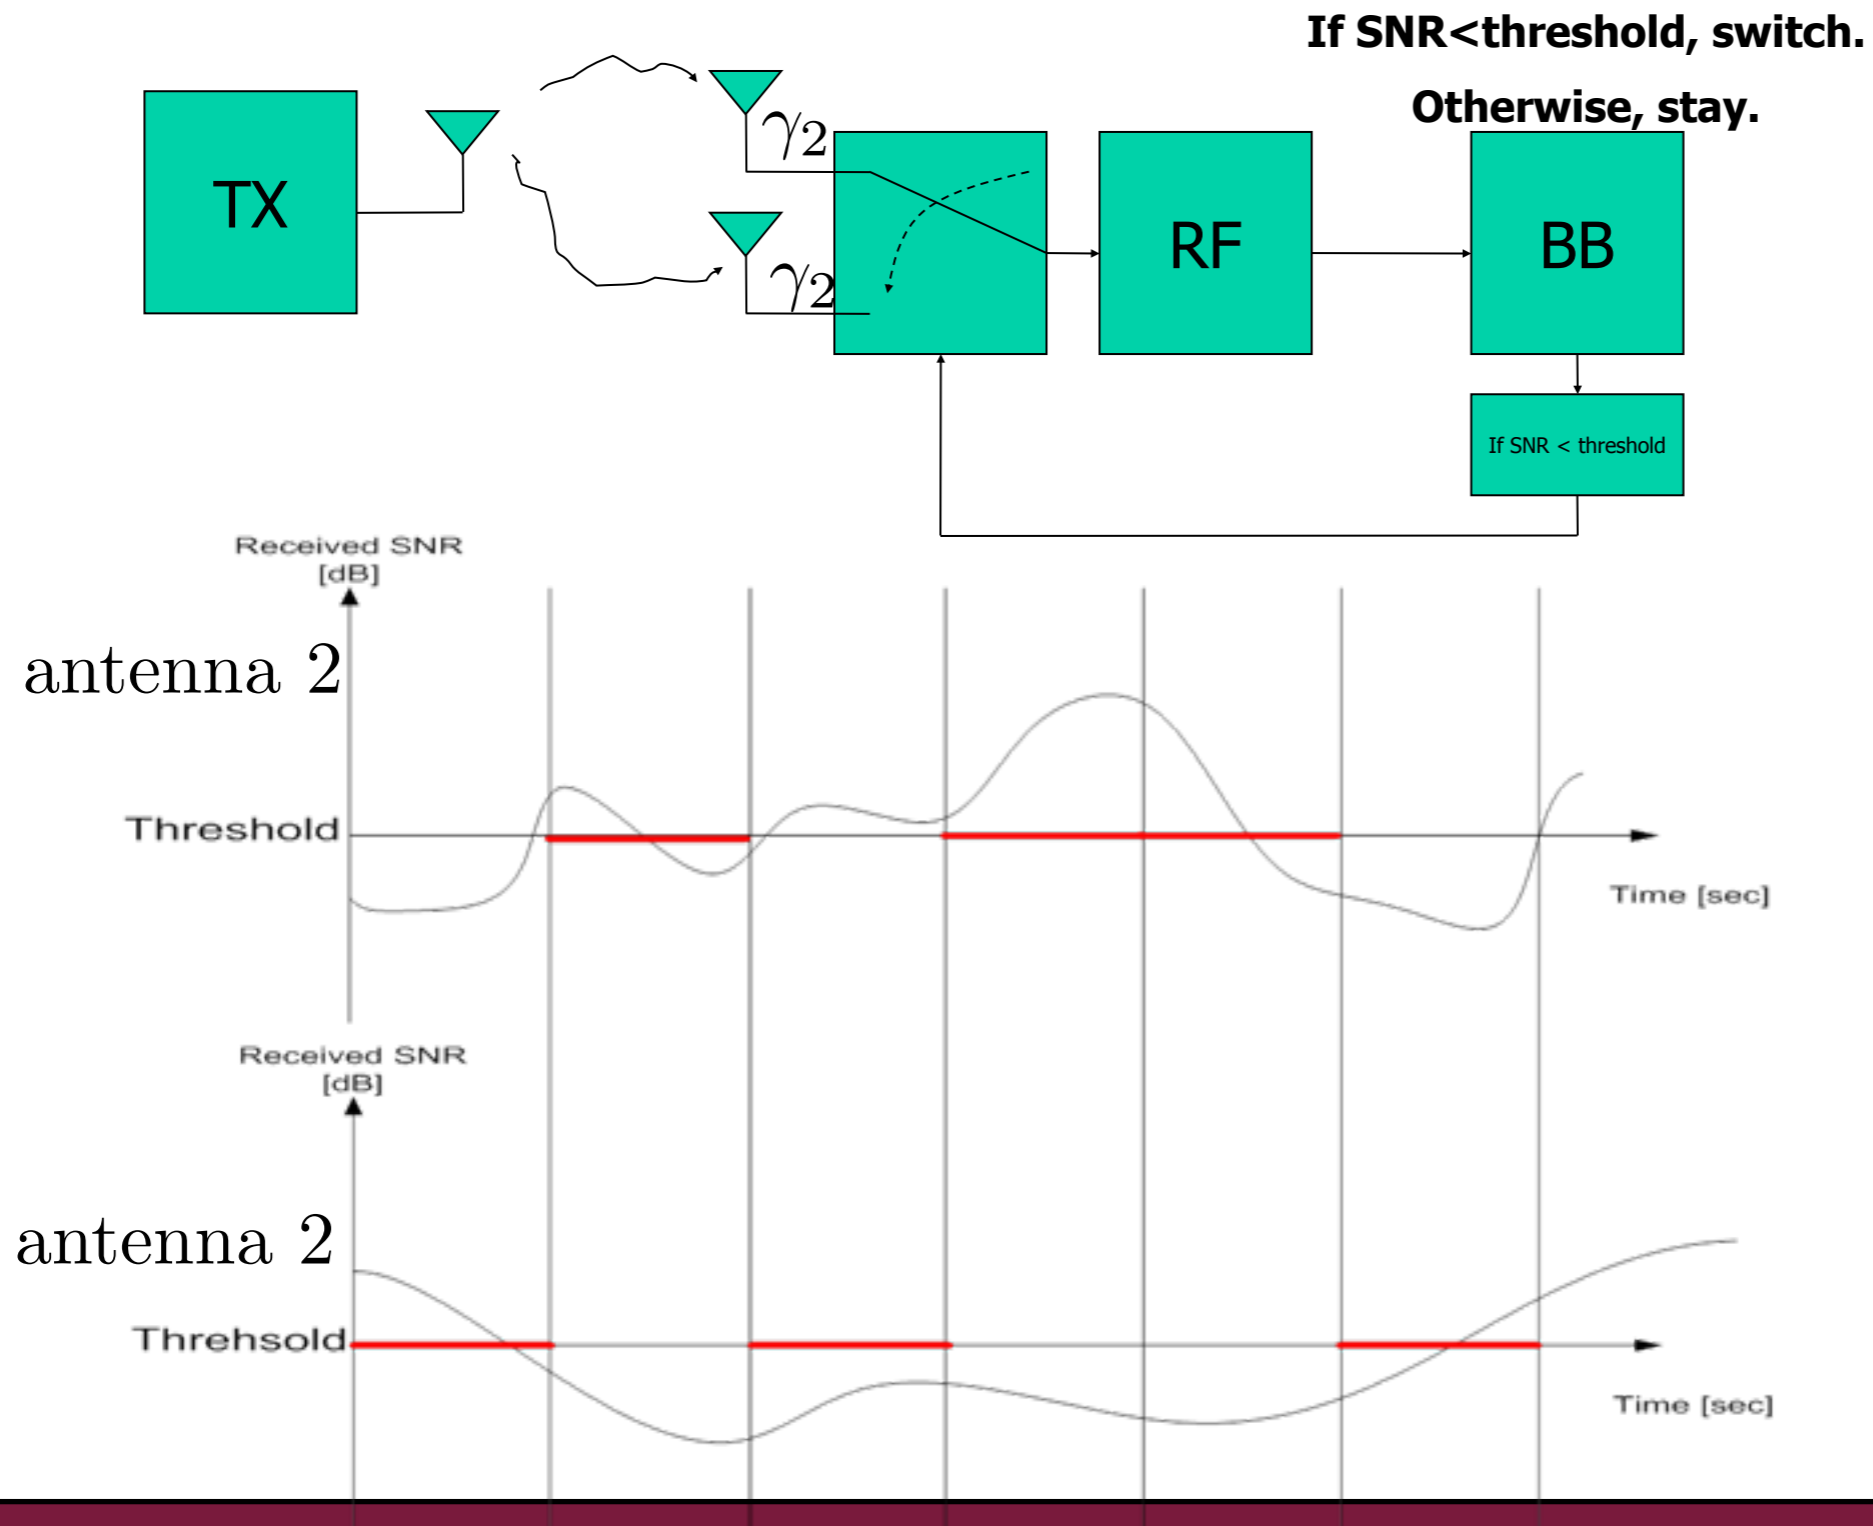 If SNR<threshold, switch.
Otherwise, stay.
TX
γ2
γ2
RF
BB
If SNR < threshold
Received SNR
[dB]
antenna 2
Threshold
Time [sec]
Received SNR
[dB]
antenna 2
Threhsold
Time [sec]